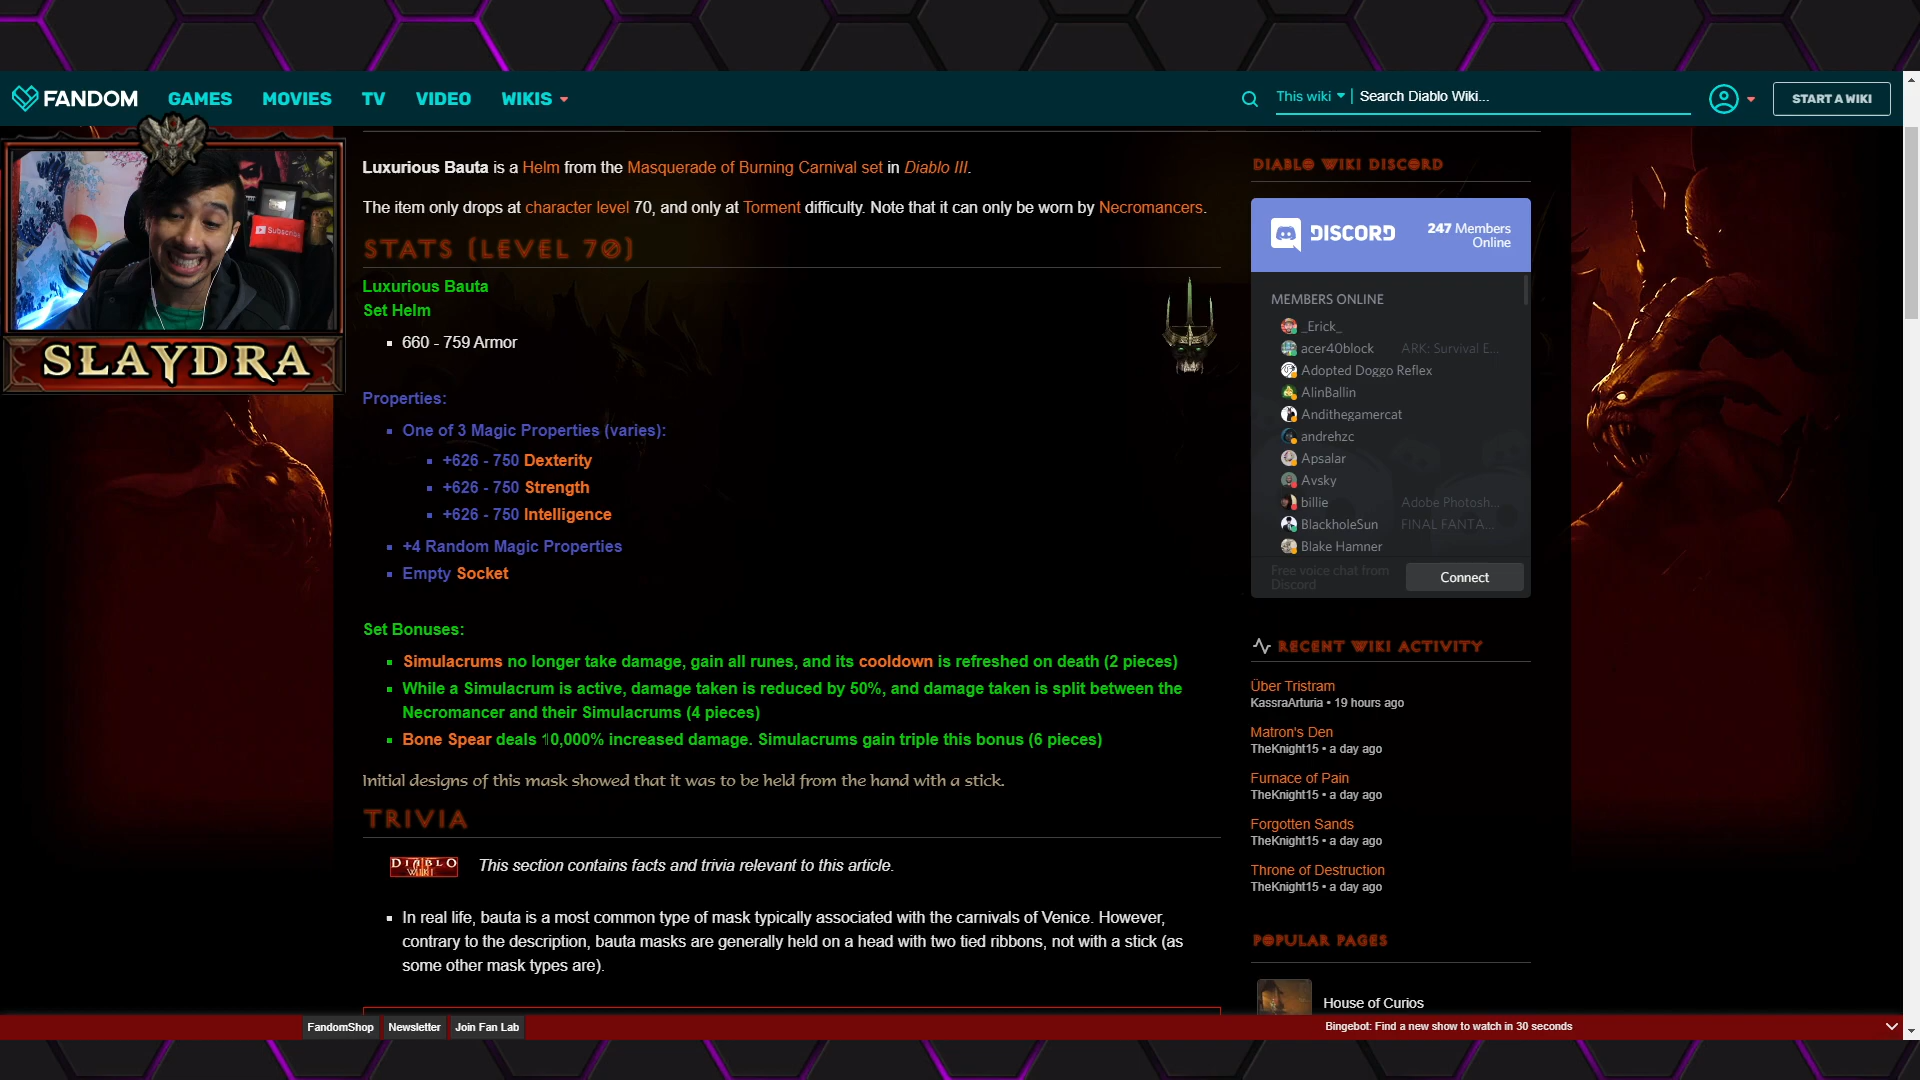 FANDOM
GAMES
MOVIES
TV
VIDEO
WIKIS
This wiki
Search Diablo Wiki...
START A WIKI
Subscribe
SLAYDRA
Luxurious Bauta is a Helm from the Masquerade of Burning Carnival set in Diablo III.
The item only drops at character level 70, and only at Torment difficulty. Note that it can only be worn by Necromancers.
STATS (LEVEL 70)
Luxurious Bauta
Set Helm
660 - 759 Armor
Properties:
One of 3 Magic Properties (varies):
+626 - 750 Dexterity
+626 - 750 Strength
+626 - 750 Intelligence
+4 Random Magic Properties
Empty Socket
Set Bonuses:
Simulacrums no longer take damage, gain all runes, and its cooldown is refreshed on death (2 pieces)
While a Simulacrum is active, damage taken is reduced by 50%, and damage taken is split between the
Necromancer and their Simulacrums (4 pieces)
Bone Spear deals 10,000% increased damage. Simulacrums gain triple this bonus (6 pieces)
Initial designs of this mask showed that it was to be held from the hand with a stick.
TRIVIA
DIABLO
WIKI
This section contains facts and trivia relevant to this article.
In real life, bauta is a most common type of mask typically associated with the carnivals of Venice. However,
contrary to the description, bauta masks are generally held on a head with two tied ribbons, not with a stick (as
some other mask types are).
DIABLO WIKI DISCORD
DISCORD
247 Members
Online
MEMBERS ONLINE
_Erick_
acer40block ARK: Survival E...
Adopted Doggo Reflex
AlinBallin
Andithegamercat
andrehzc
Apsalar
Avsky
billie Adobe Photosh...
BlackholeSun FINAL FANTA...
Blake Hamner
Free voice chat from
Discord
Connect
RECENT WIKI ACTIVITY
Über Tristram
KassraArturia • 19 hours ago
Matron's Den
TheKnight15 • a day ago
Furnace of Pain
TheKnight15 • a day ago
Forgotten Sands
TheKnight15 • a day ago
Throne of Destruction
TheKnight15 • a day ago
POPULAR PAGES
House of Curios
FandomShop
Newsletter
Join Fan Lab
Bingebot: Find a new show to watch in 30 seconds